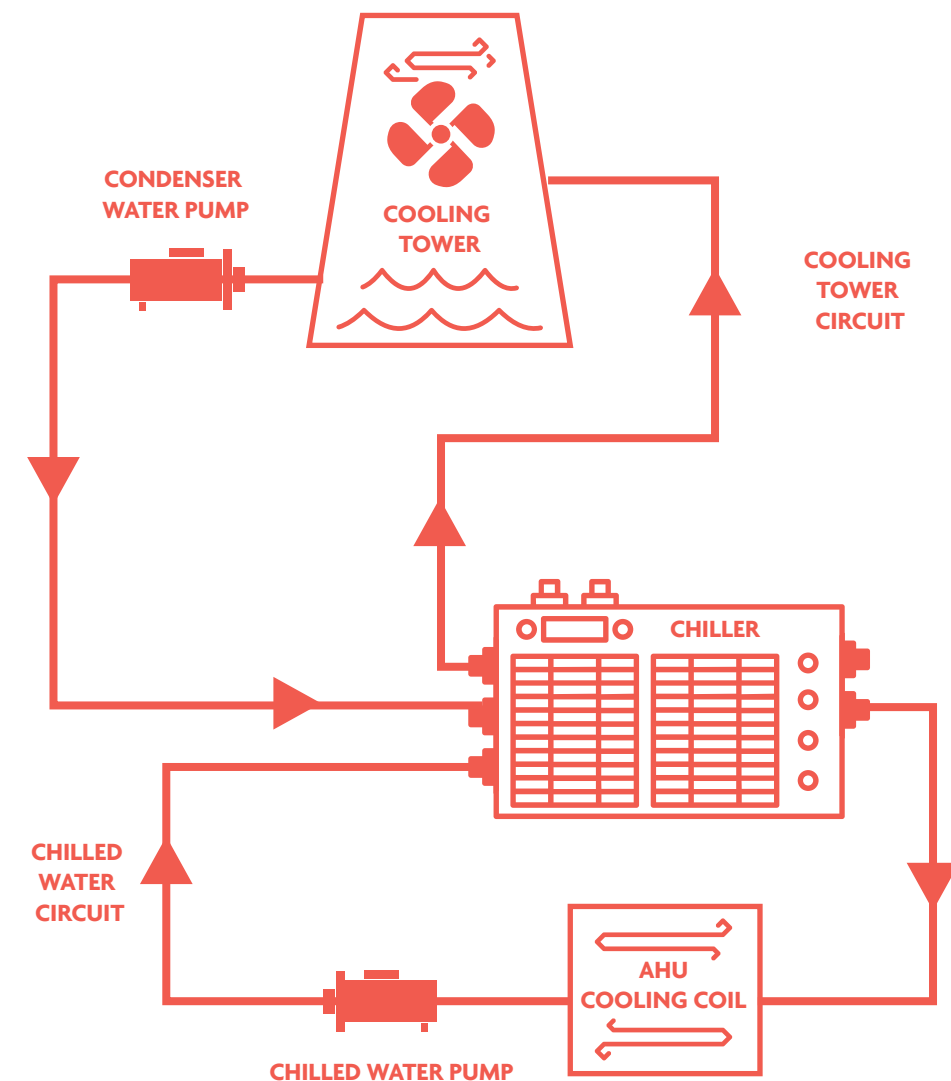 CONDENSER
WATER PUMP
COOLING
TOWER
COOLING
TOWER
CIRCUIT
CHILLER
CHILLED
WATER
CIRCUIT
AHU
COOLING COIL
CHILLED WATER PUMP